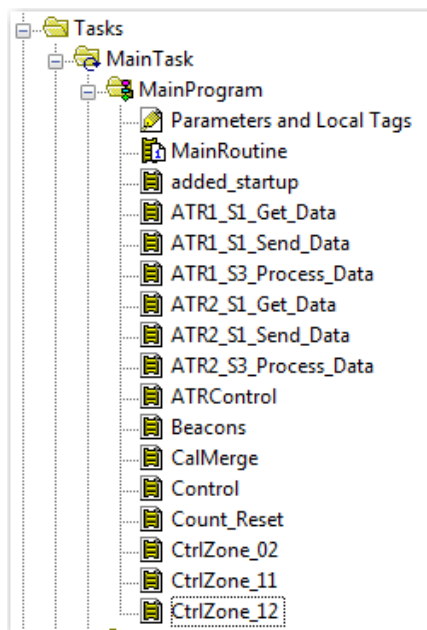 Tasks
MainTask
MainProgram
Parameters and Local Tags
MainRoutine
added_startup
ATR1_S1_Get_Data
ATR1_S1_Send_Data
ATR1_S3_Process_Data
ATR2_S1_Get_Data
ATR2_S1_Send_Data
ATR2_S3_Process_Data
ATRControl
Beacons
CalMerge
Control
Count_Reset
CtrlZone_02
CtrlZone_11
CtrlZone_12